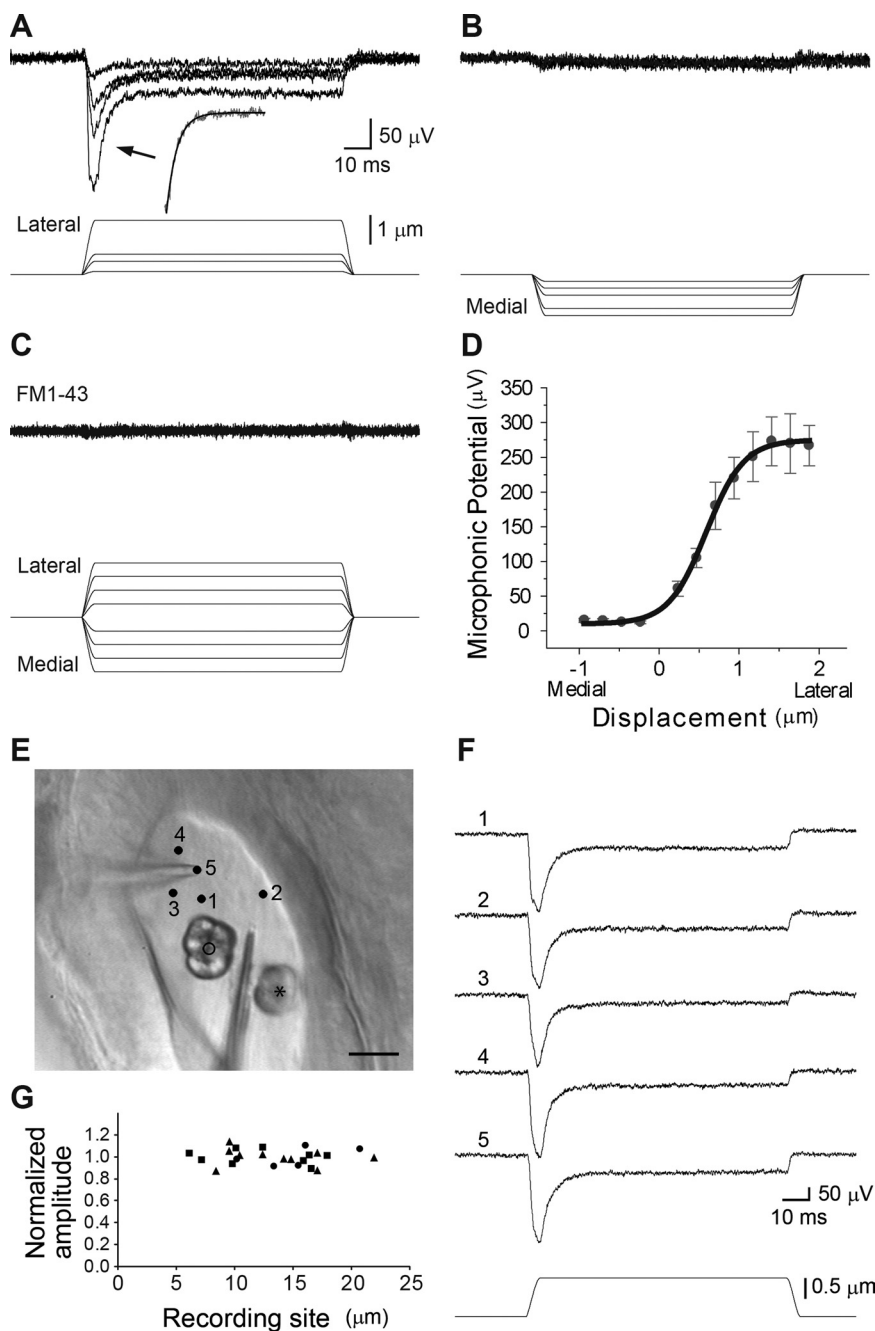 A
50 μV
10 ms
Lateral
1 μm
B
Medial
C
FM1-43
Lateral
Medial
D
Microphonic Potential (μV)
350
300
250
200
150
100
50
0
-1 0 1 2
Medial Lateral
Displacement (μm)
E
4
5
3 1 2
*
F
1
2
3
4
5
50 μV
10 ms
0.5 μm
G
Normalized
amplitude
1.2
1.0
0.8
0.6
0.4
0.2
0.0
0 5 10 15 20 25
Recording site (μm)